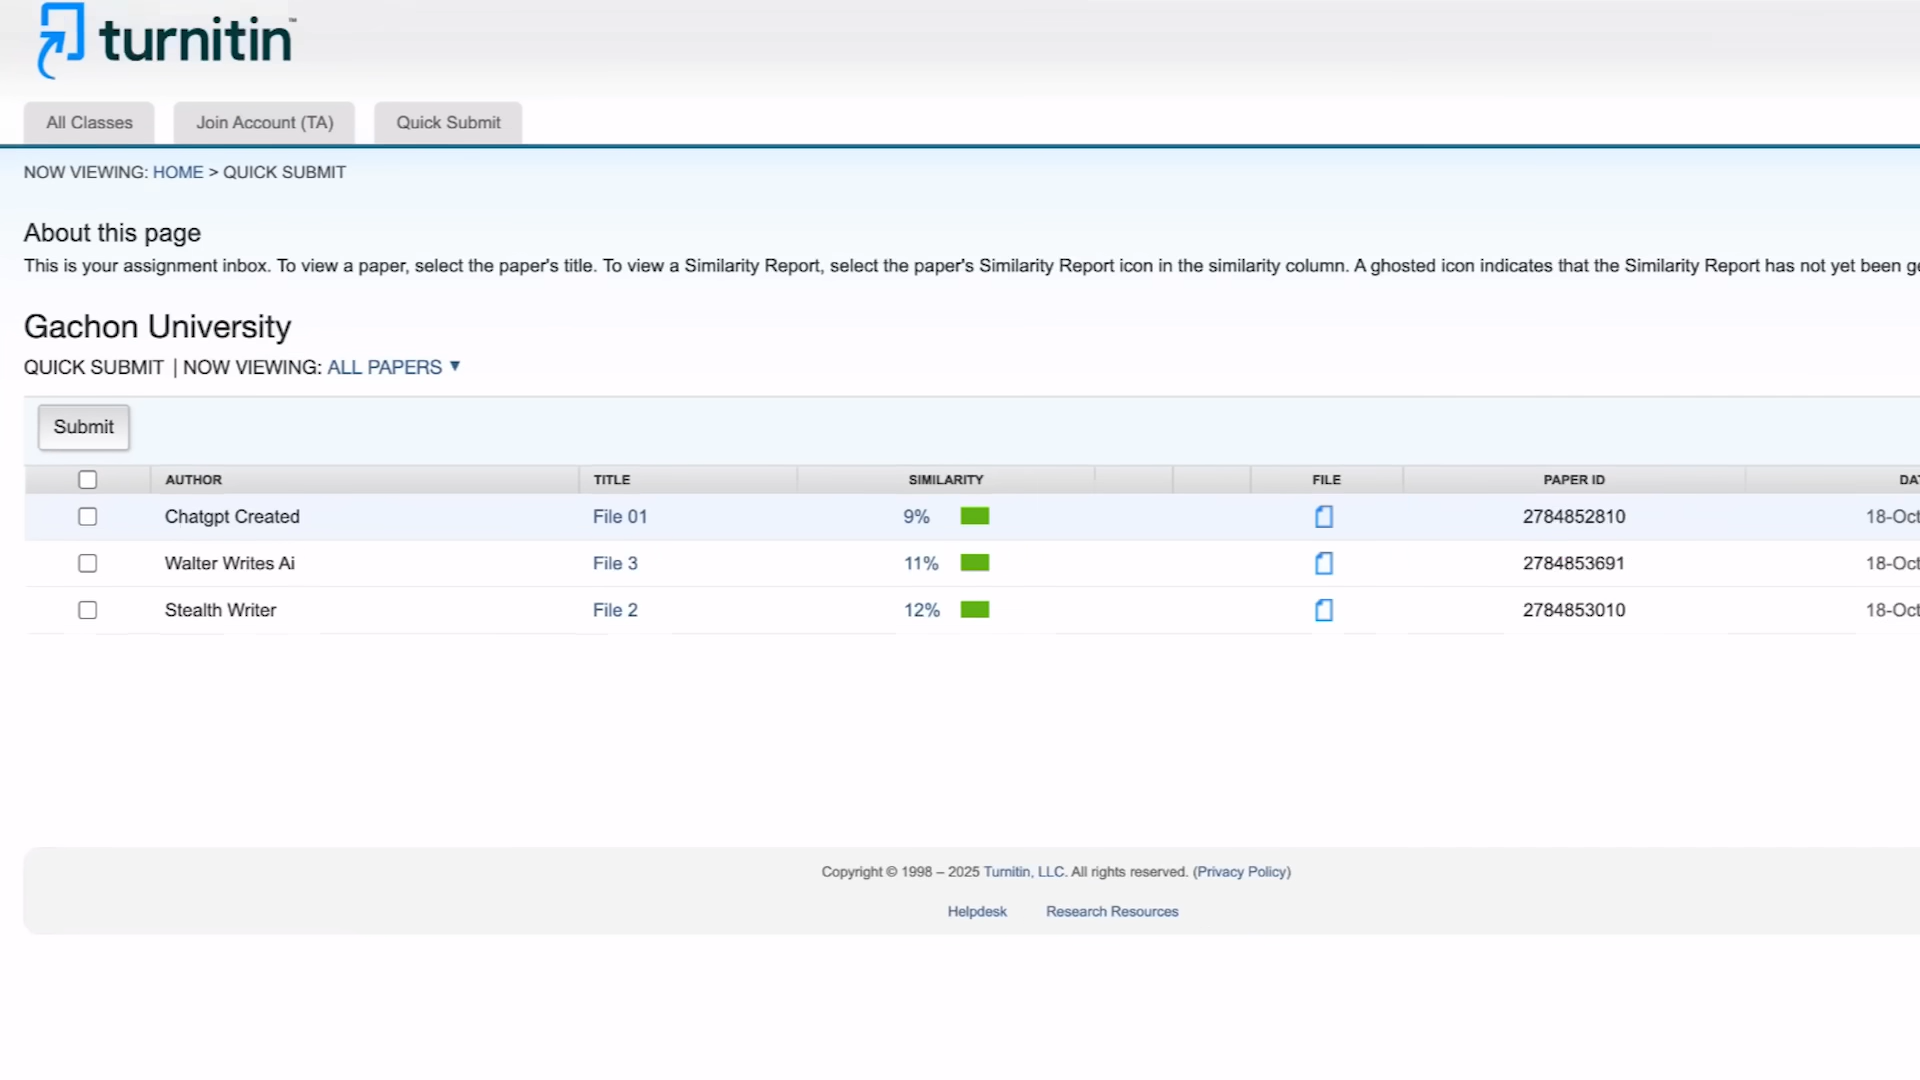 turnitin™
All Classes Join Account (TA) Quick Submit
NOW VIEWING: HOME > QUICK SUBMIT
About this page
This is your assignment inbox. To view a paper, select the paper's title. To view a Similarity Report, select the paper's Similarity Report icon in the similarity column. A ghosted icon indicates that the Similarity Report has not yet been
Gachon University
QUICK SUBMIT | NOW VIEWING: ALL PAPERS ▼
Submit
AUTHOR TITLE SIMILARITY FILE PAPER ID
Chatgpt Created File 01 9% 2784852810 18-Oct
Walter Writes Ai File 3 11% 2784853691 18-Oct
Stealth Writer File 2 12% 2784853010 18-Oct
Copyright © 1998 – 2025 Turnitin, LLC. All rights reserved. (Privacy Policy)
Helpdesk Research Resources